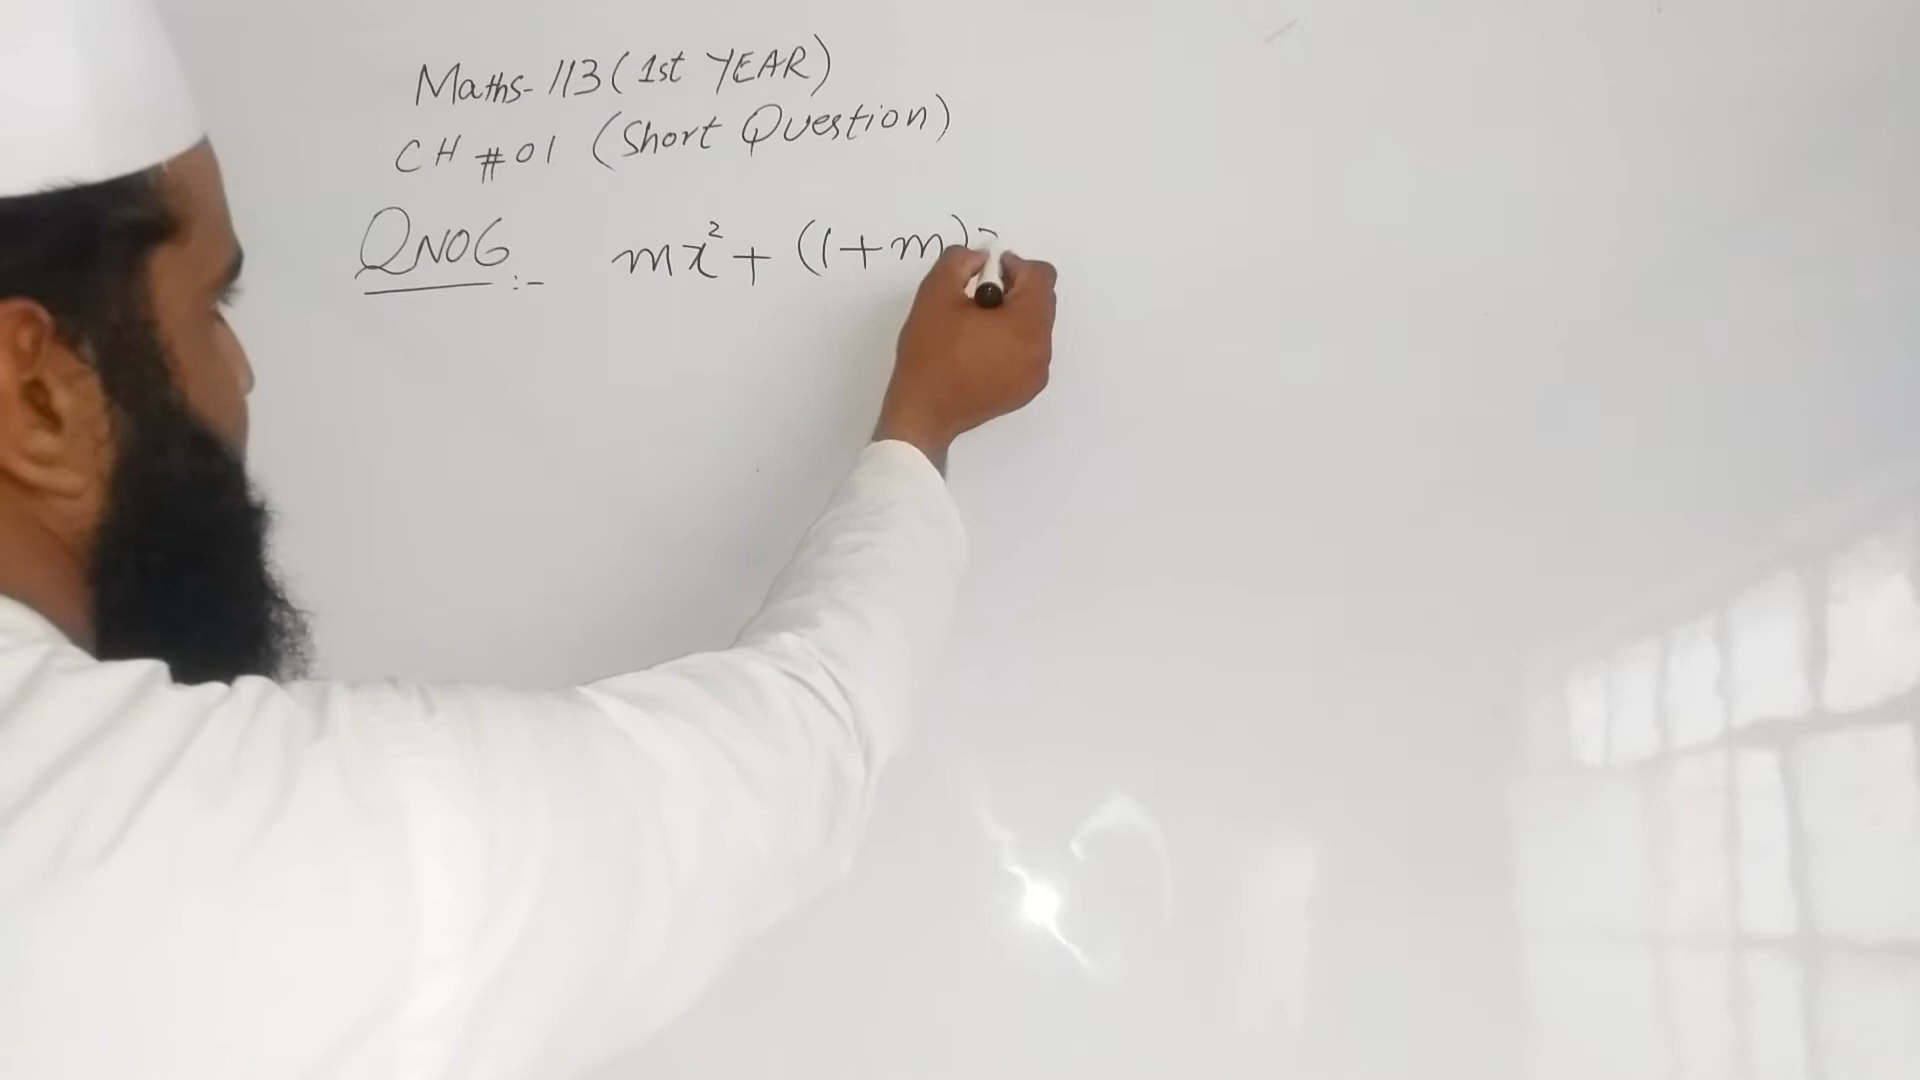 Maths-113 (1st YEAR)
CH #01 (Short Question)
QNO6 :- mx² + (1+m)